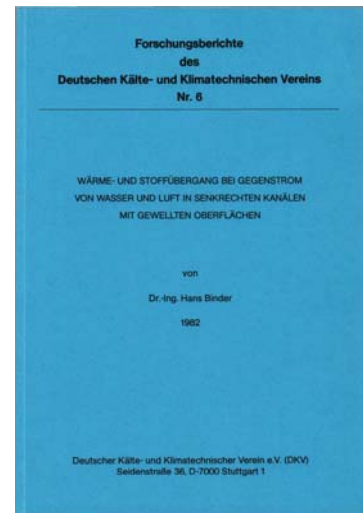 Forschungsberichte
des
Deutschen Kälte- und Klimatechnischen Vereins
Nr. 6
WÄRME- UND STOFFÜBERGANG BEI GEGENSTROM
VON WASSER UND LUFT IN SENKRECHTEN KANÄLEN
MIT GEWELLTEN OBERFLÄCHEN
von
Dr.-Ing. Hans Binder
1982
Deutscher Kälte- und Klimatechnischer Verein e.V. (DKV)
Seidenstraße 36, D-7000 Stuttgart 1